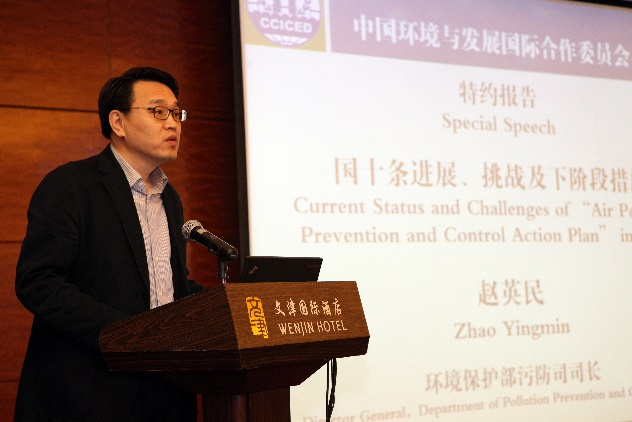 CCICED
中国环境与发展国际合作委员会
特约报告
Special Speech
国十条进展、挑战及下阶段措
Current Status and Challenges of “Air Po
Prevention and Control Action Plan” in
赵英民
Zhao Yingmin
环境保护部污防司司长
Director General, Department of Pollution Prevention and C
文津国际酒店
WENJIN HOTEL